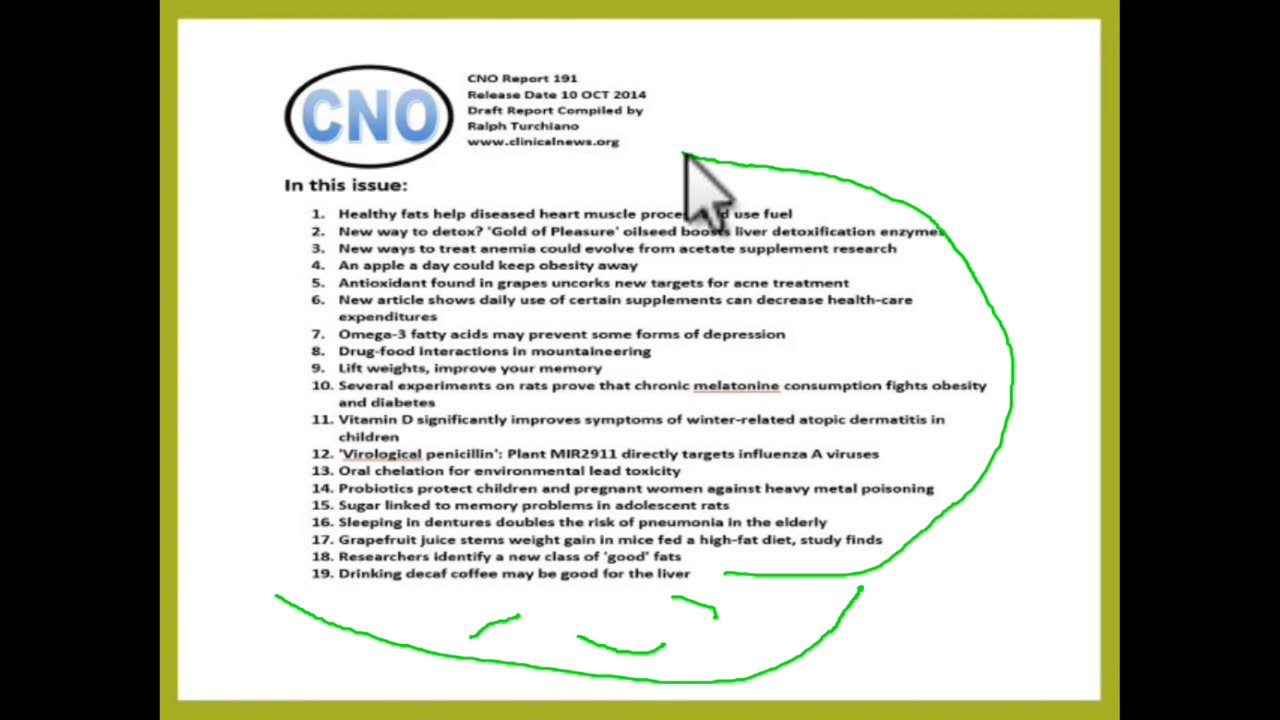 CNO
CNO Report 191
Release Date 10 OCT 2014
Draft Report Compiled by
Ralph Turchiano
www.clinicalnews.org
In this issue:
1. Healthy fats help diseased heart muscle use fuel
2. New way to detox? 'Gold of Pleasure' oilseed boosts liver detoxification enzymes
3. New ways to treat anemia could evolve from acetate supplement research
4. An apple a day could keep obesity away
5. Antioxidant found in grapes uncorks new targets for acne treatment
6. New article shows daily use of certain supplements can decrease health-care
expenditures
7. Omega-3 fatty acids may prevent some forms of depression
8. Drug-food interactions in mountaineering
9. Lift weights, improve your memory
10. Several experiments on rats prove that chronic melatonine consumption fights obesity
and diabetes
11. Vitamin D significantly improves symptoms of winter-related atopic dermatitis in
children
12. 'Virological penicillin': Plant MIR2911 directly targets influenza A viruses
13. Oral chelation for environmental lead toxicity
14. Probiotics protect children and pregnant women against heavy metal poisoning
15. Sugar linked to memory problems in adolescent rats
16. Sleeping in dentures doubles the risk of pneumonia in the elderly
17. Grapefruit juice stems weight gain in mice fed a high-fat diet, study finds
18. Researchers identify a new class of 'good' fats
19. Drinking decaf coffee may be good for the liver